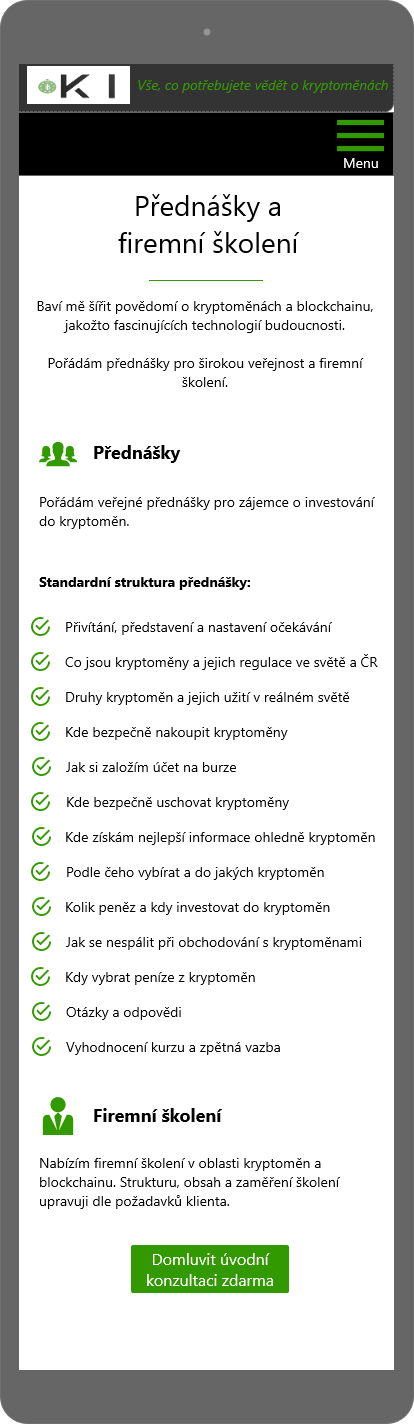 KI
Vše, co potřebujete vědět o kryptoměnách
Menu
Přednášky a
firemní školení
Baví mě šířit povědomí o kryptoměnách a blockchainu,
jakožto fascinujících technologií budoucnosti.
Pořádám přednášky pro širokou veřejnost a firemní
školení.
Přednášky
Pořádám veřejné přednášky pro zájemce o investování
do kryptoměn.
Standardní struktura přednášky:
Přivítání, představení a nastavení očekávání
Co jsou kryptoměny a jejich regulace ve světě a ČR
Druhy kryptoměn a jejich užití v reálném světě
Kde bezpečně nakoupit kryptoměny
Jak si založím účet na burze
Kde bezpečně uschovat kryptoměny
Kde získám nejlepší informace ohledně kryptoměn
Podle čeho vybírat a do jakých kryptoměn
Kolik peněz a kdy investovat do kryptoměn
Jak se nespálit při obchodování s kryptoměnami
Kdy vybrat peníze z kryptoměn
Otázky a odpovědi
Vyhodnocení kurzu a zpětná vazba
Firemní školení
Nabízím firemní školení v oblasti kryptoměn a
blockchainu. Strukturu, obsah a zaměření školení
upravuji dle požadavků klienta.
Domluvit úvodní
konzultaci zdarma